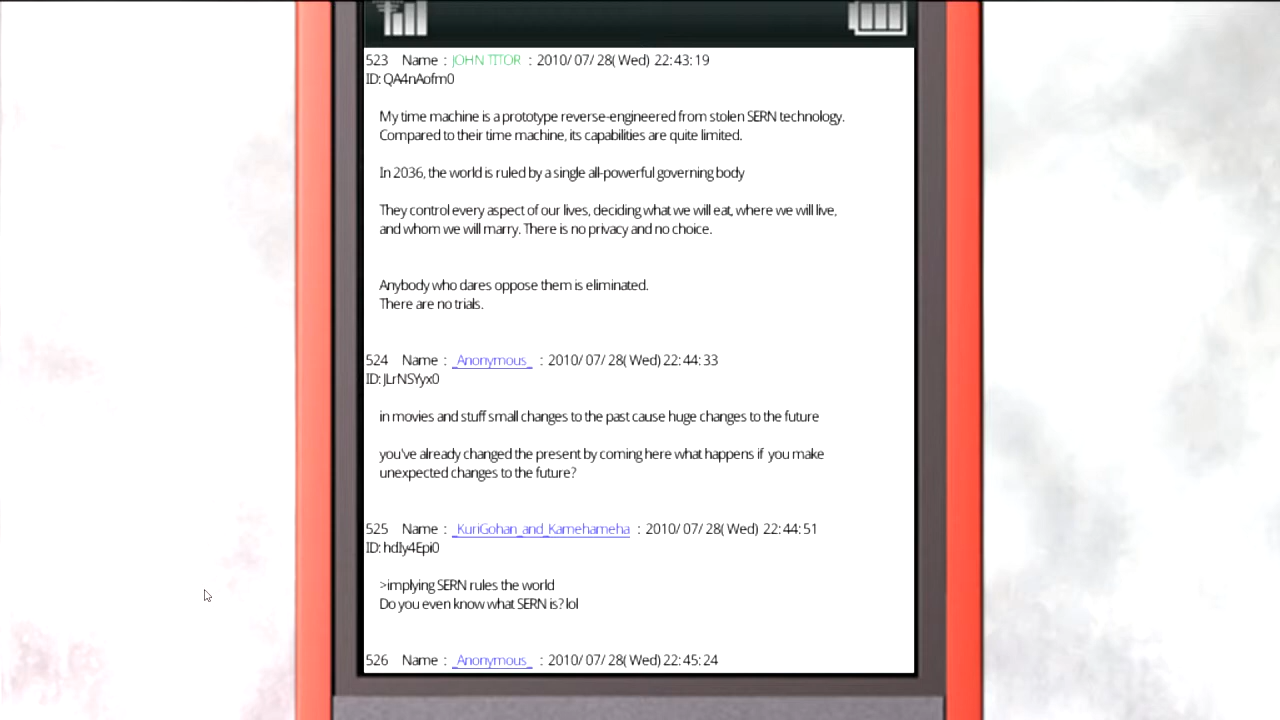 523 Name : JOHN TITOR : 2010/07/28(Wed) 22:43:19
ID:QA4nAofm0
My time machine is a prototype reverse-engineered from stolen SERN technology.
Compared to their time machine, its capabilities are quite limited.
In 2036, the world is ruled by a single all-powerful governing body
They control every aspect of our lives, deciding what we will eat, where we will live,
and whom we will marry. There is no privacy and no choice.
Anybody who dares oppose them is eliminated.
There are no trials.
524 Name : _Anonymous_ : 2010/07/28(Wed) 22:44:33
ID:JLrNSYyx0
in movies and stuff small changes to the past cause huge changes to the future
you've already changed the present by coming here what happens if you make
unexpected changes to the future?
525 Name : _KuriGohan_and_Kamehameha : 2010/07/28(Wed) 22:44:51
ID:hdIy4Epi0
>implying SERN rules the world
Do you even know what SERN is? lol
526 Name : _Anonymous_ : 2010/07/28(Wed) 22:45:24